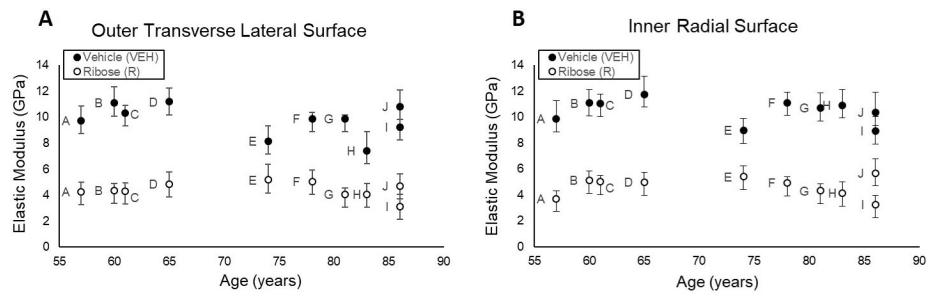 A
Outer Transverse Lateral Surface
Vehicle (VEH)
Ribose (R)
Elastic Modulus (GPa)
14
12
10
8
6
4
2
0
A
B
C
D
E
F
G
H
J
I
A
B
C
D
E
F
G
H
J
I
55 60 65 70 75 80 85 90
Age (years)
B
Inner Radial Surface
Vehicle (VEH)
Ribose (R)
Elastic Modulus (GPa)
14
12
10
8
6
4
2
0
A
B
C
D
E
F
G
H
J
I
A
B
C
D
E
F
G
H
J
I
55 60 65 70 75 80 85 90
Age (years)